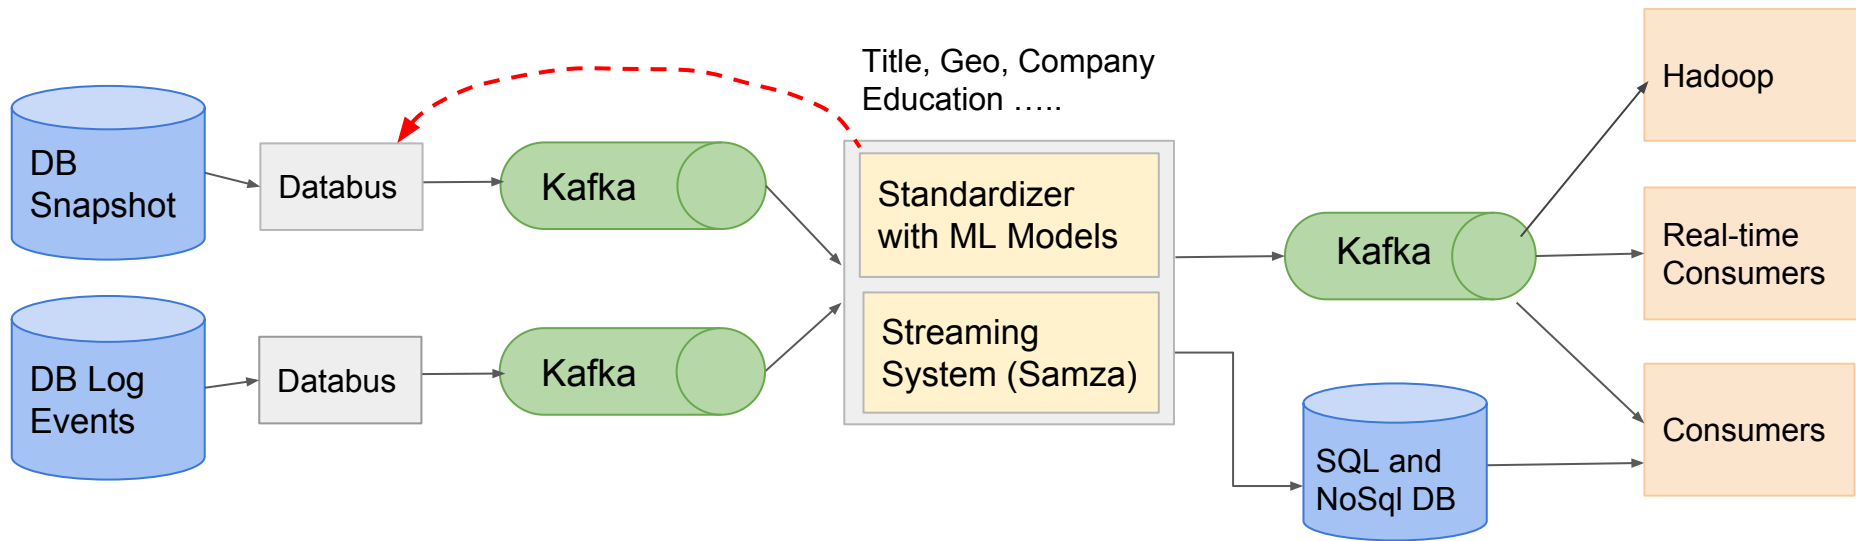 Title, Geo, Company
Education …..
DB
Snapshot
Databus
Kafka
Standardizer
with ML Models
Kafka
Hadoop
Real-time
Consumers
DB Log
Events
Databus
Kafka
Streaming
System (Samza)
SQL and
NoSql DB
Consumers